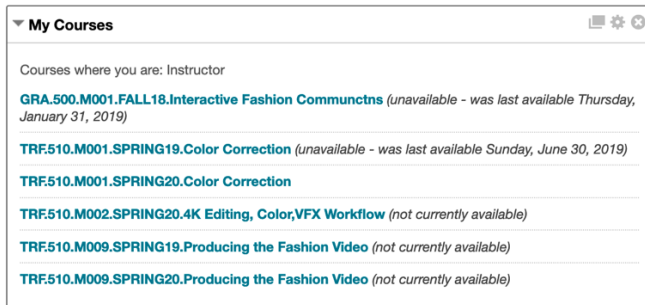 My Courses
Courses where you are: Instructor
GRA.500.M001.FALL18.Interactive Fashion Communctns (unavailable - was last available Thursday,
January 31, 2019)
TRF.510.M001.SPRING19.Color Correction (unavailable - was last available Sunday, June 30, 2019)
TRF.510.M001.SPRING20.Color Correction
TRF.510.M002.SPRING20.4K Editing, Color,VFX Workflow (not currently available)
TRF.510.M009.SPRING19.Producing the Fashion Video (not currently available)
TRF.510.M009.SPRING20.Producing the Fashion Video (not currently available)